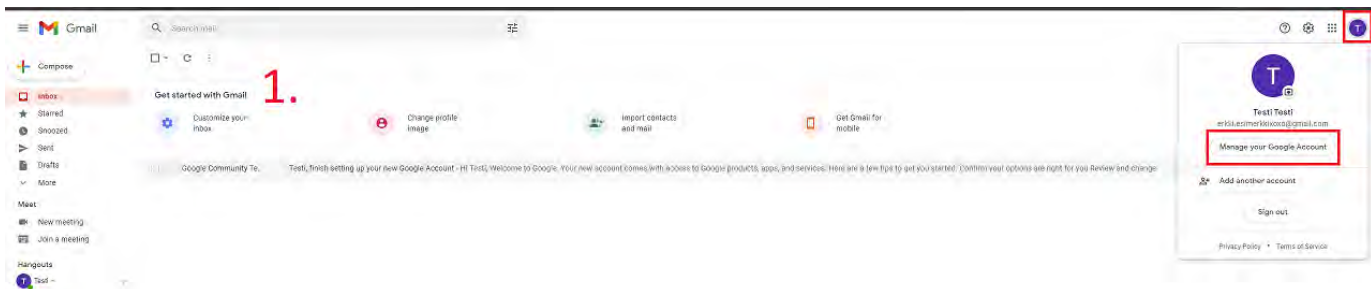 Gmail
Search mail
Compose
Inbox
Starred
Snoozed
Sent
Drafts
More
Meet
New meeting
Join a meeting
Hangouts
T
Testi
1.
Get started with Gmail
Customize your
inbox
Change profile
image
Import contacts
and mail
Get Gmail for
mobile
Google Community Te.
Testi, finish setting up your new Google Account - Hi Testi, Welcome to Google. Your new account comes with access to Google products, apps, and services. Here are a few tips to get you started. Confirm your options are right for you Review and change
T
T
Testi Testi
Manage your Google Account
Add another account
Sign out
Privacy Policy • Terms of Service